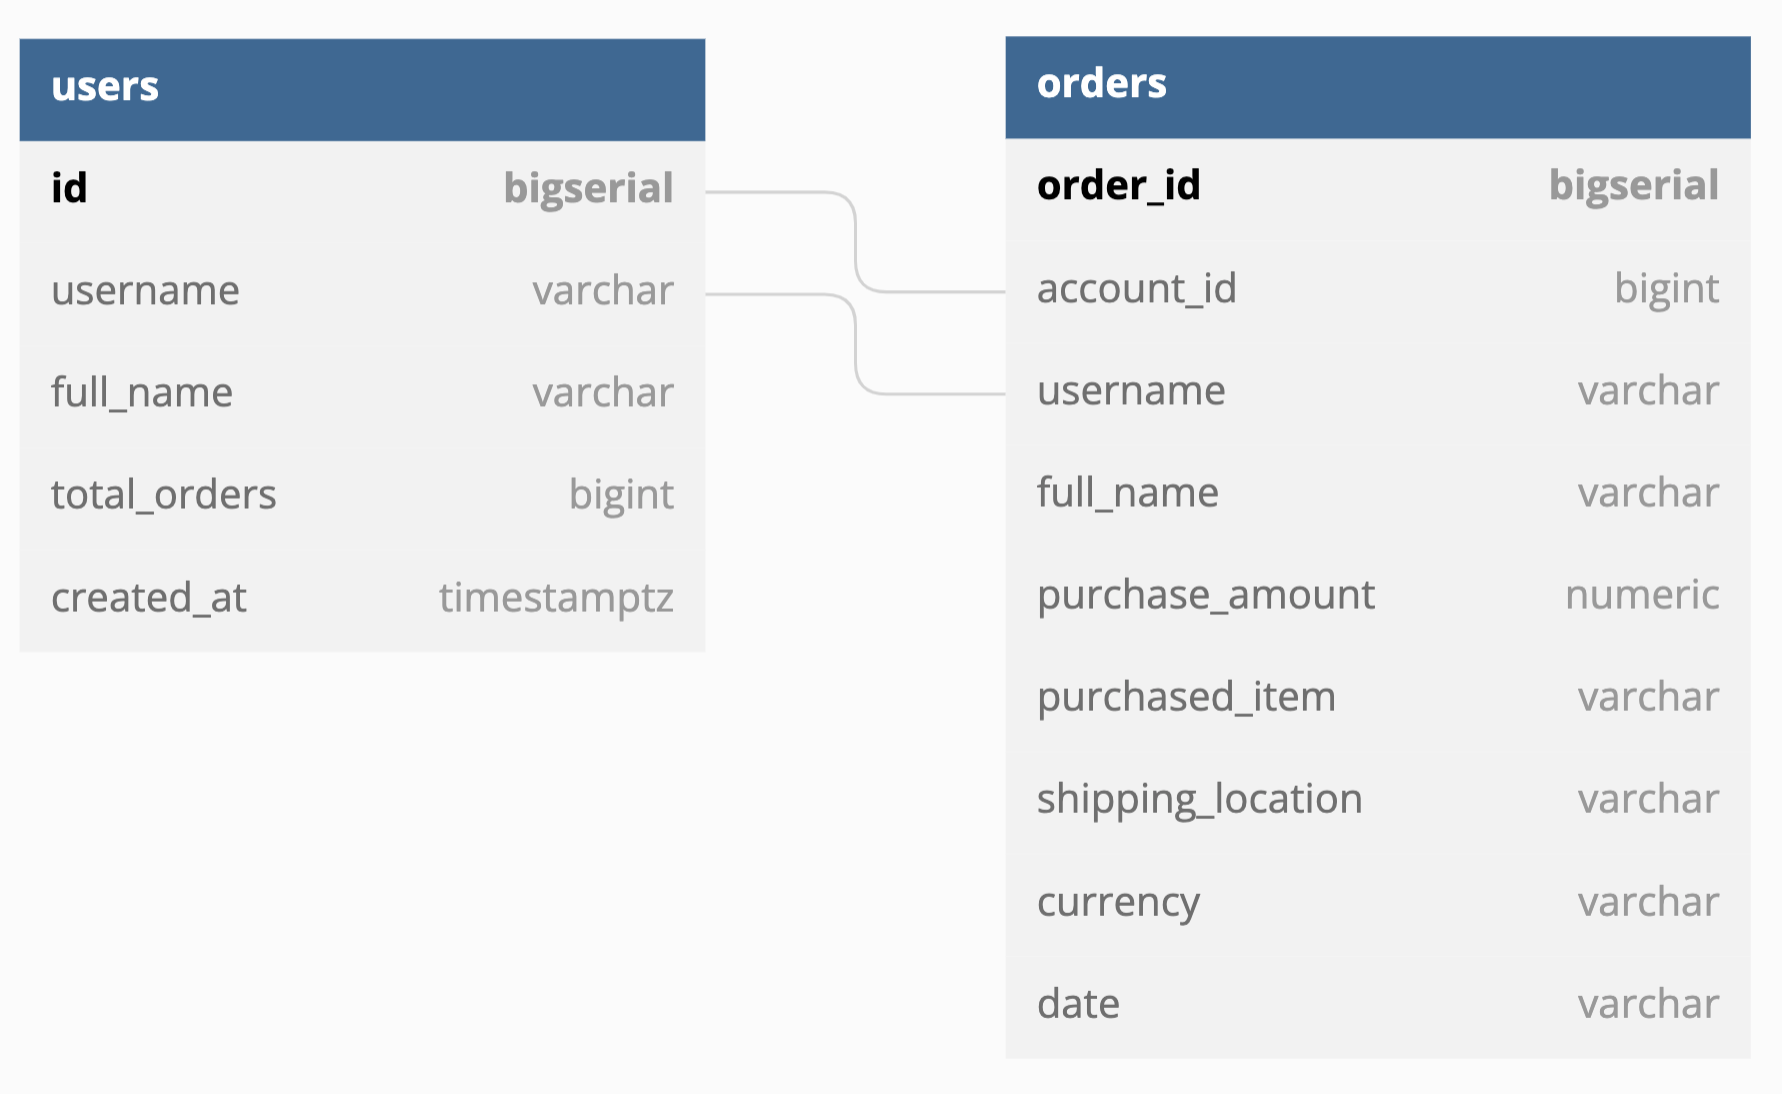 users
id bigserial
username varchar
full_name varchar
total_orders bigint
created_at timestamptz
orders
order_id bigserial
account_id bigint
username varchar
full_name varchar
purchase_amount numeric
purchased_item varchar
shipping_location varchar
currency varchar
date varchar